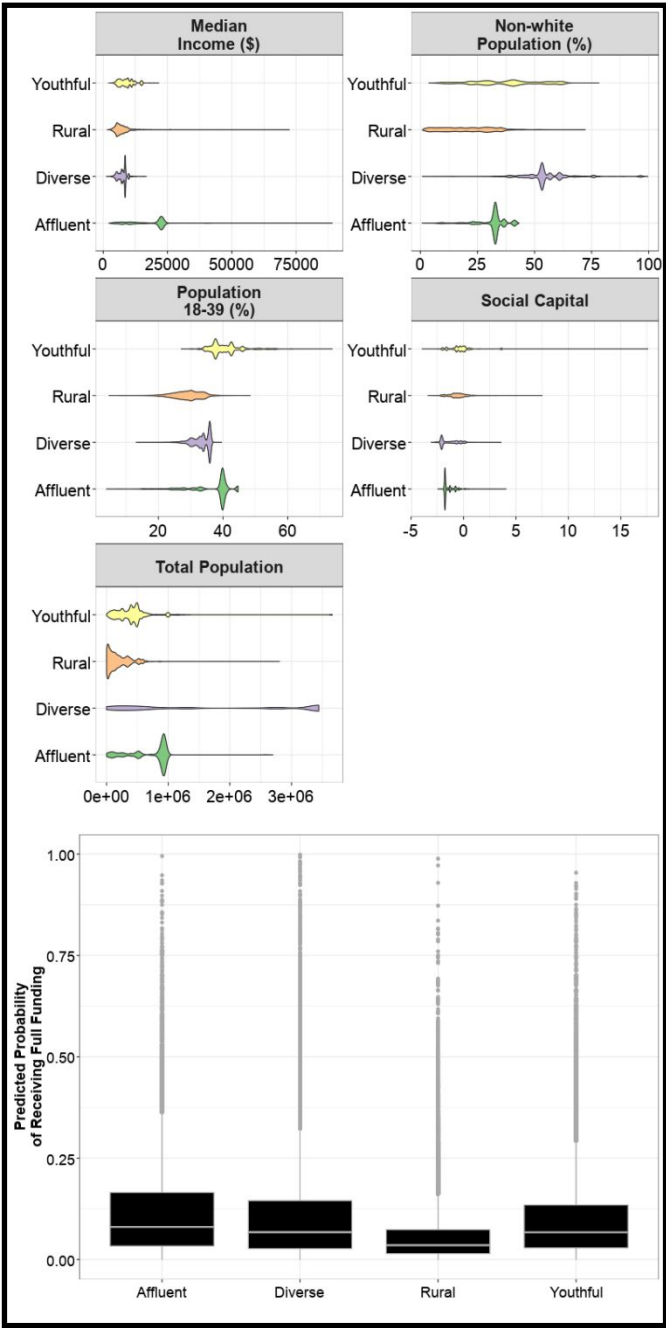 Median
Income ($)
Youthful
Rural
Diverse
Affluent
0 25000 50000 75000
Non-white
Population (%)
Youthful
Rural
Diverse
Affluent
0 25 50 75 100
Population
18-39 (%)
Youthful
Rural
Diverse
Affluent
20 40 60
Social Capital
Youthful
Rural
Diverse
Affluent
-5 0 5 10 15
Total Population
Youthful
Rural
Diverse
Affluent
0e+00 1e+06 2e+06 3e+06
Predicted Probability
of Receiving Full Funding
1.00
0.75
0.50
0.25
0.00
Affluent Diverse Rural Youthful